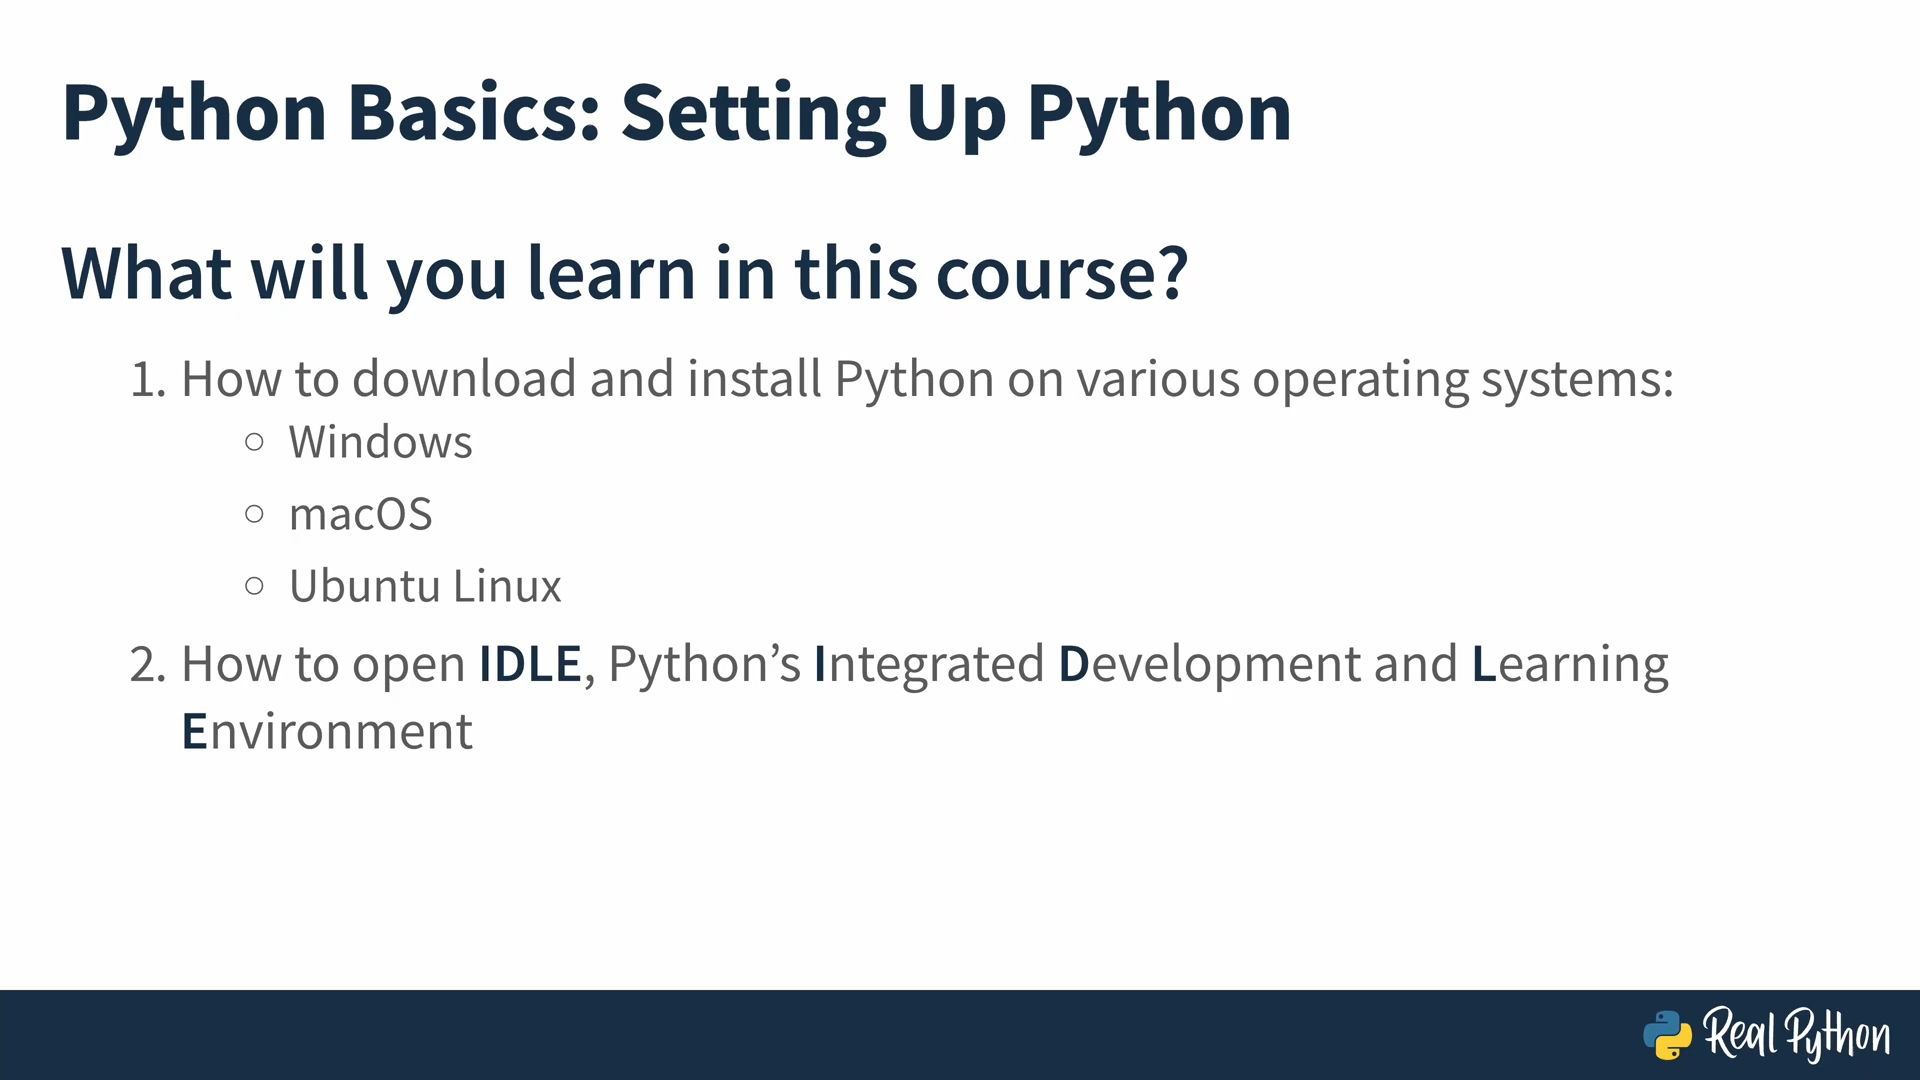 Python Basics: Setting Up Python
What will you learn in this course?
1. How to download and install Python on various operating systems:
○ Windows
○ macOS
○ Ubuntu Linux
2. How to open IDLE, Python’s Integrated Development and Learning
Environment
Real Python